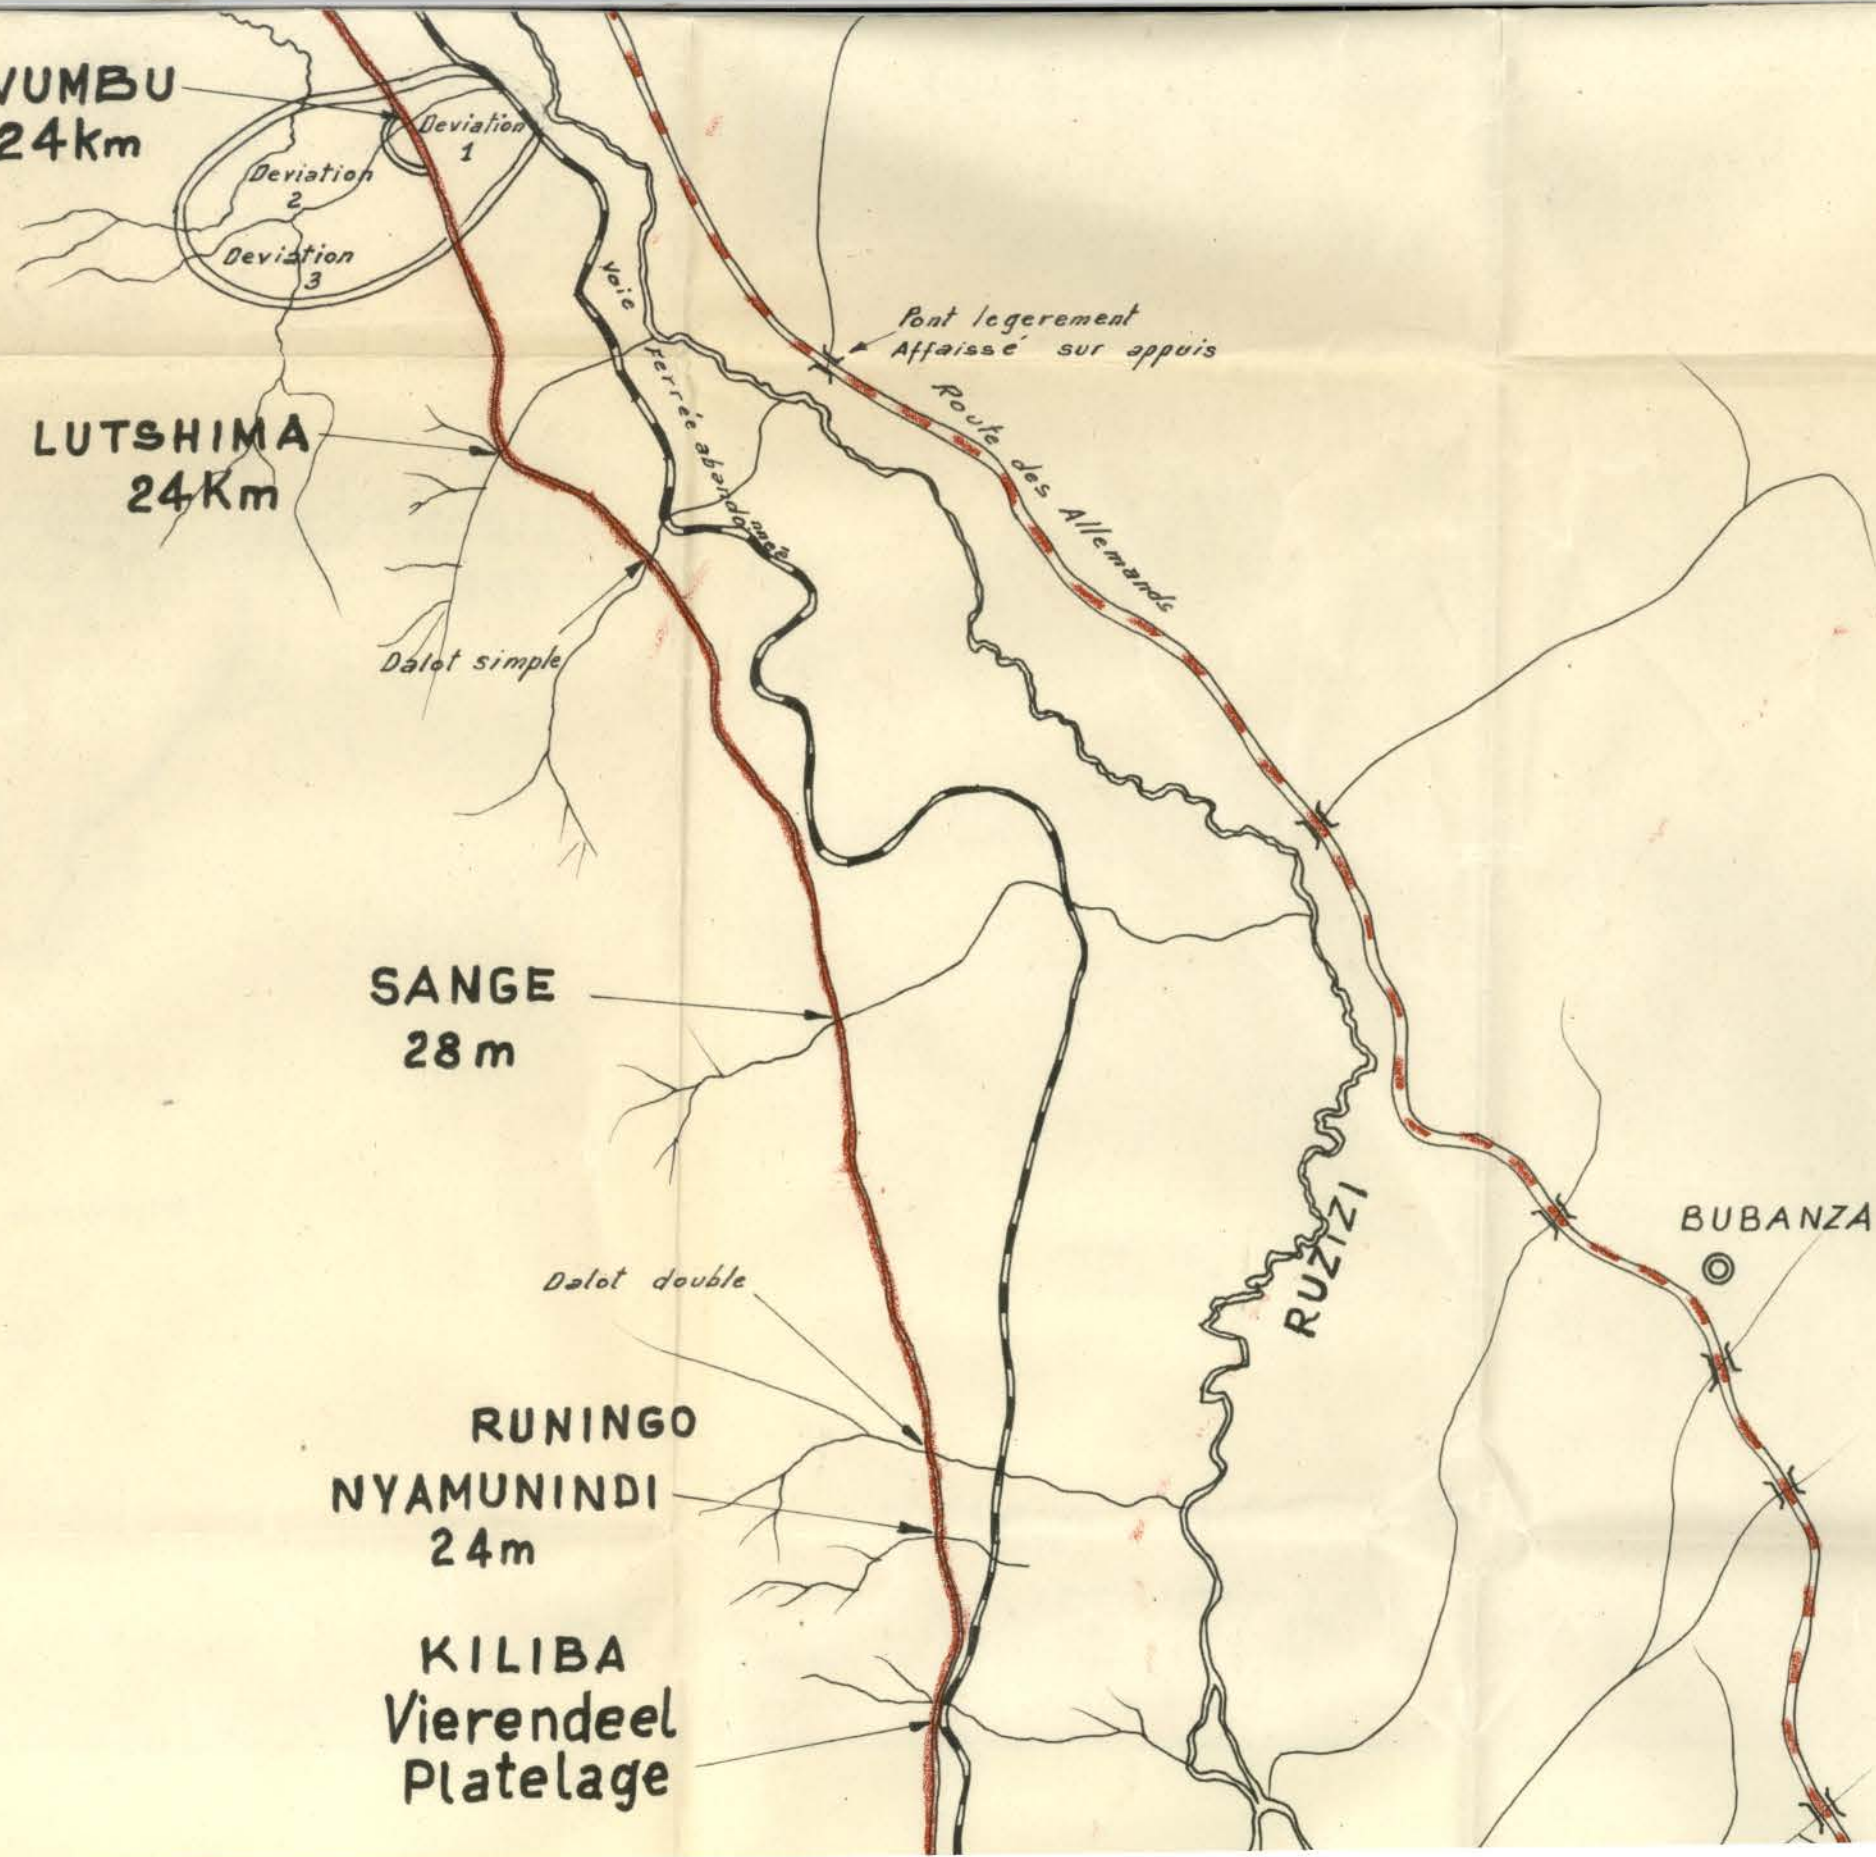 VUMBU
24km
Deviation
1
Deviation
2
Deviation
3
Voie Ferrée abandonnée
Pont legerement
Affaissé sur appuis
Route des Allemands
LUTSHIMA
24Km
Dalot simple
SANGE
28m
RUZIZI
BUBANZA
Dalot double
RUNINGO
NYAMUNINDI
24m
KILIBA
Vierendeel
Platelage